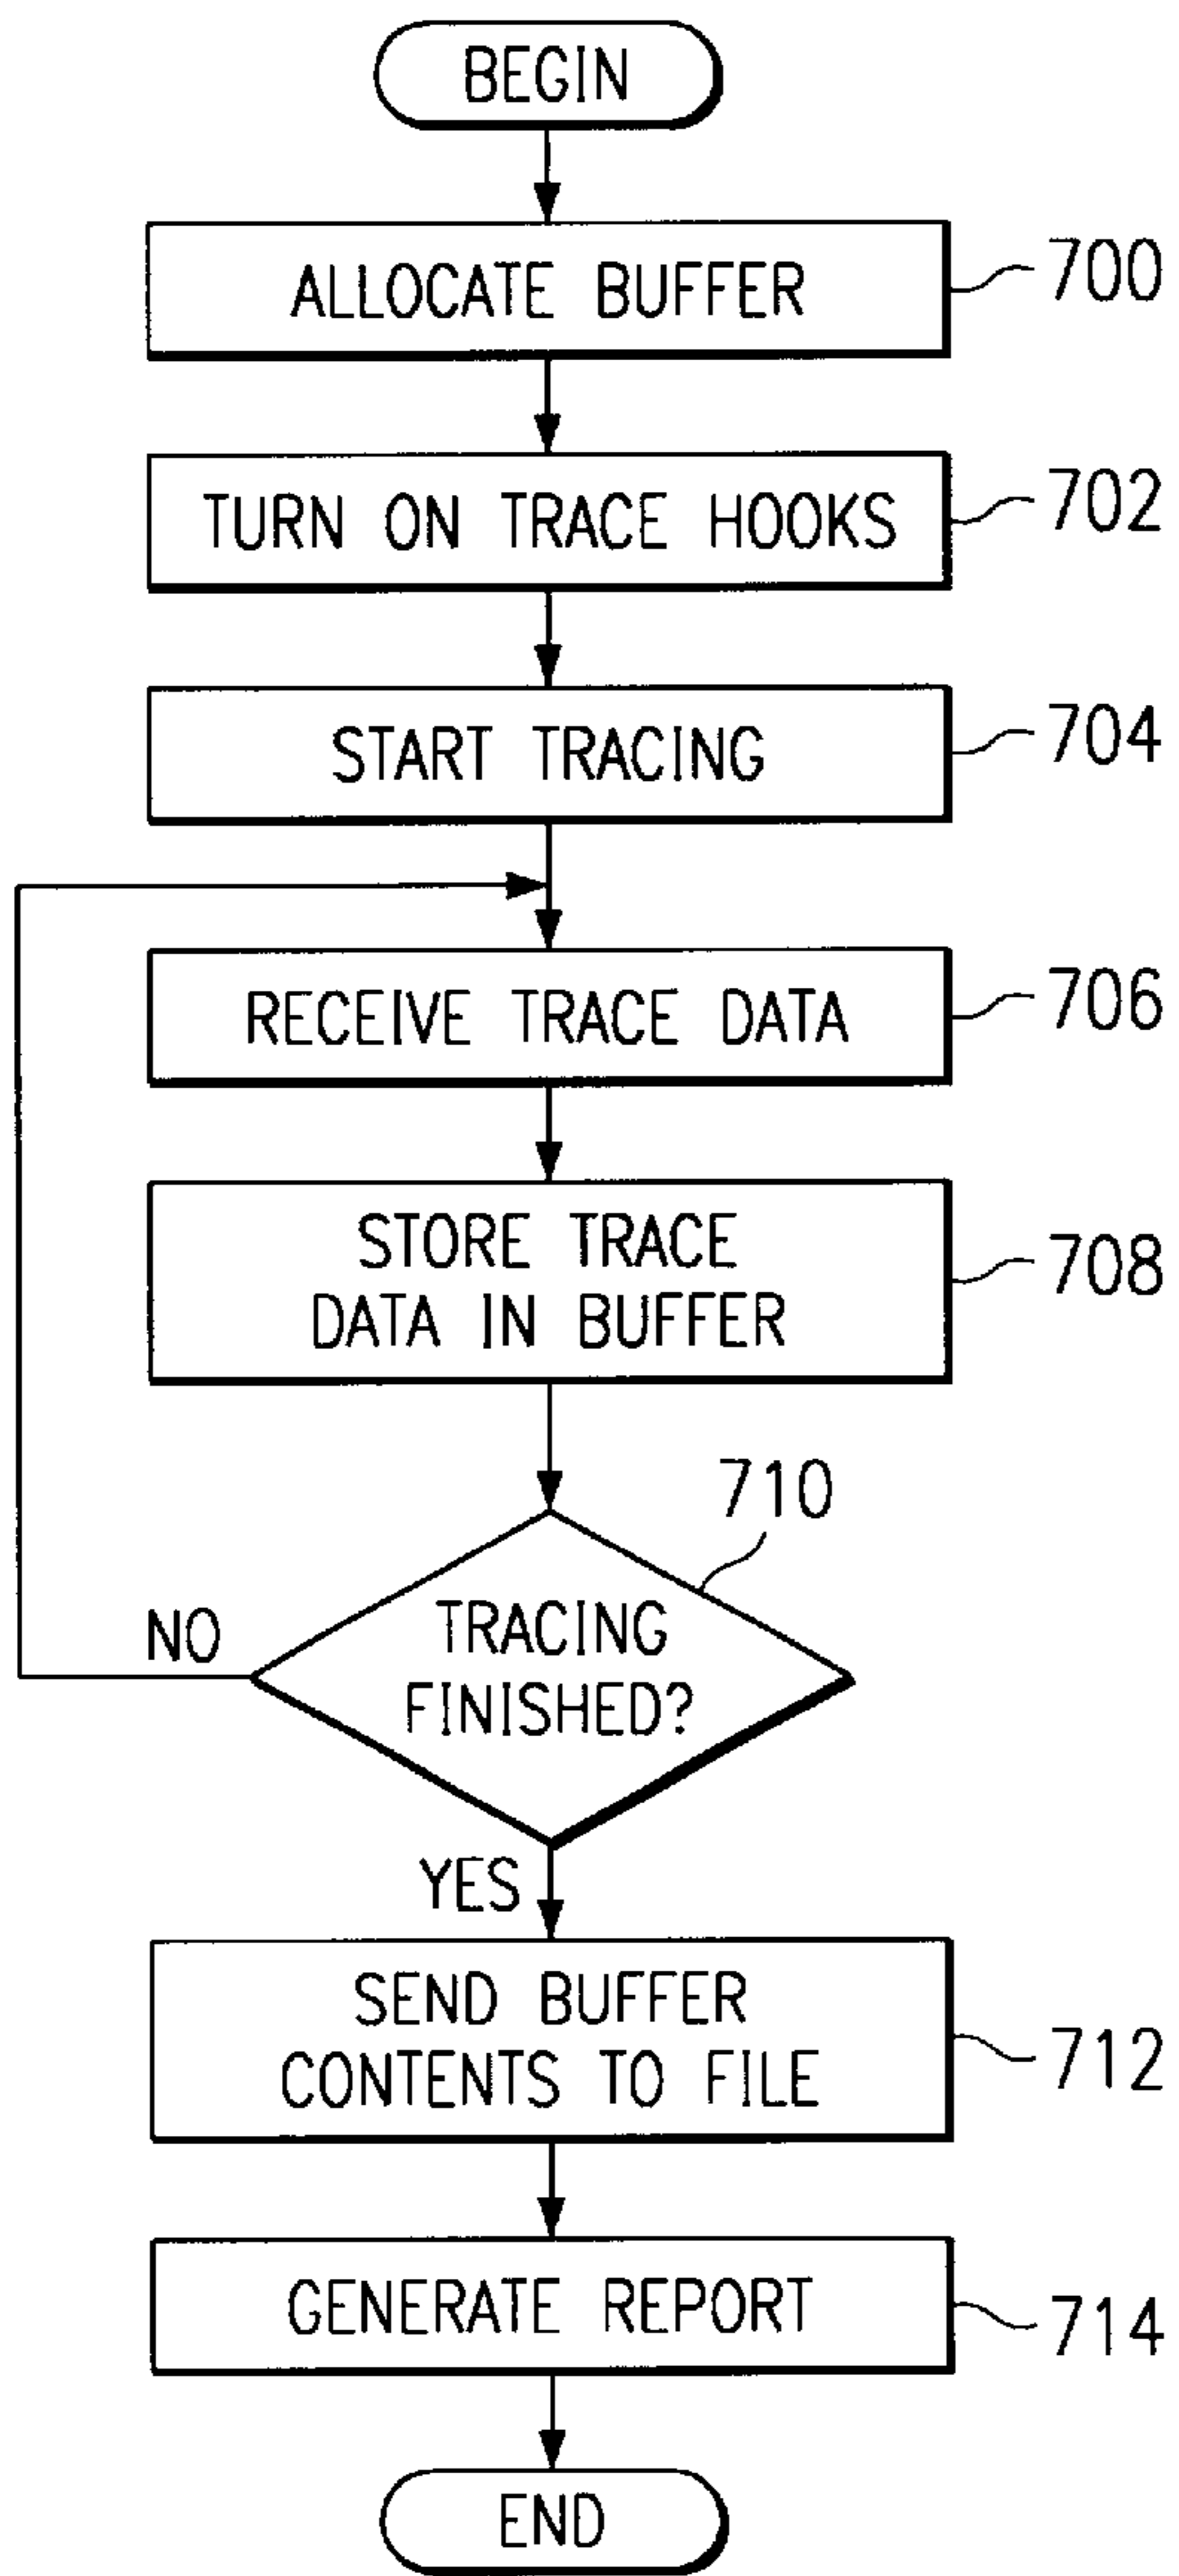 BEGIN
ALLOCATE BUFFER
700
TURN ON TRACE HOOKS
702
START TRACING
704
RECEIVE TRACE DATA
706
STORE TRACE
DATA IN BUFFER
708
710
TRACING
FINISHED?
NO
YES
SEND BUFFER
CONTENTS TO FILE
712
GENERATE REPORT
714
END